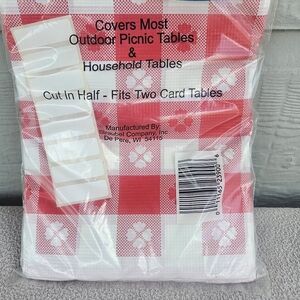 Covers Most
Outdoor Picnic Tables
&
Household Tables
Cut In Half - Fits Two Card Tables
Manufactured By:
Company, Inc
De Pere, WI 54115